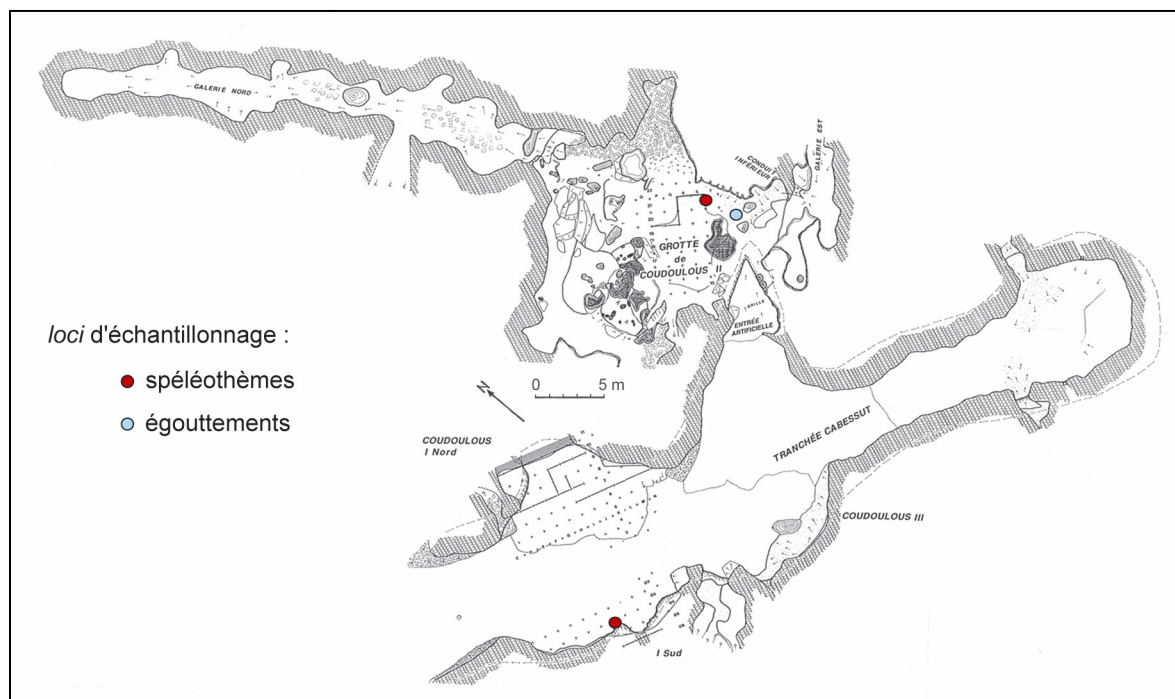 GALERIE NORD
CONDUIT
INFÉRIEUR
GALERIE EST
GROTTE
de
COUDOULOUS II
GRILLE
ENTRÉE
ARTIFICIELLE
loci d'échantillonnage :
spéléothèmes
égouttements
N
0 5 m
COUDOULOUS
I Nord
TRANCHÉE CABESSUT
COUDOULOUS III
I Sud